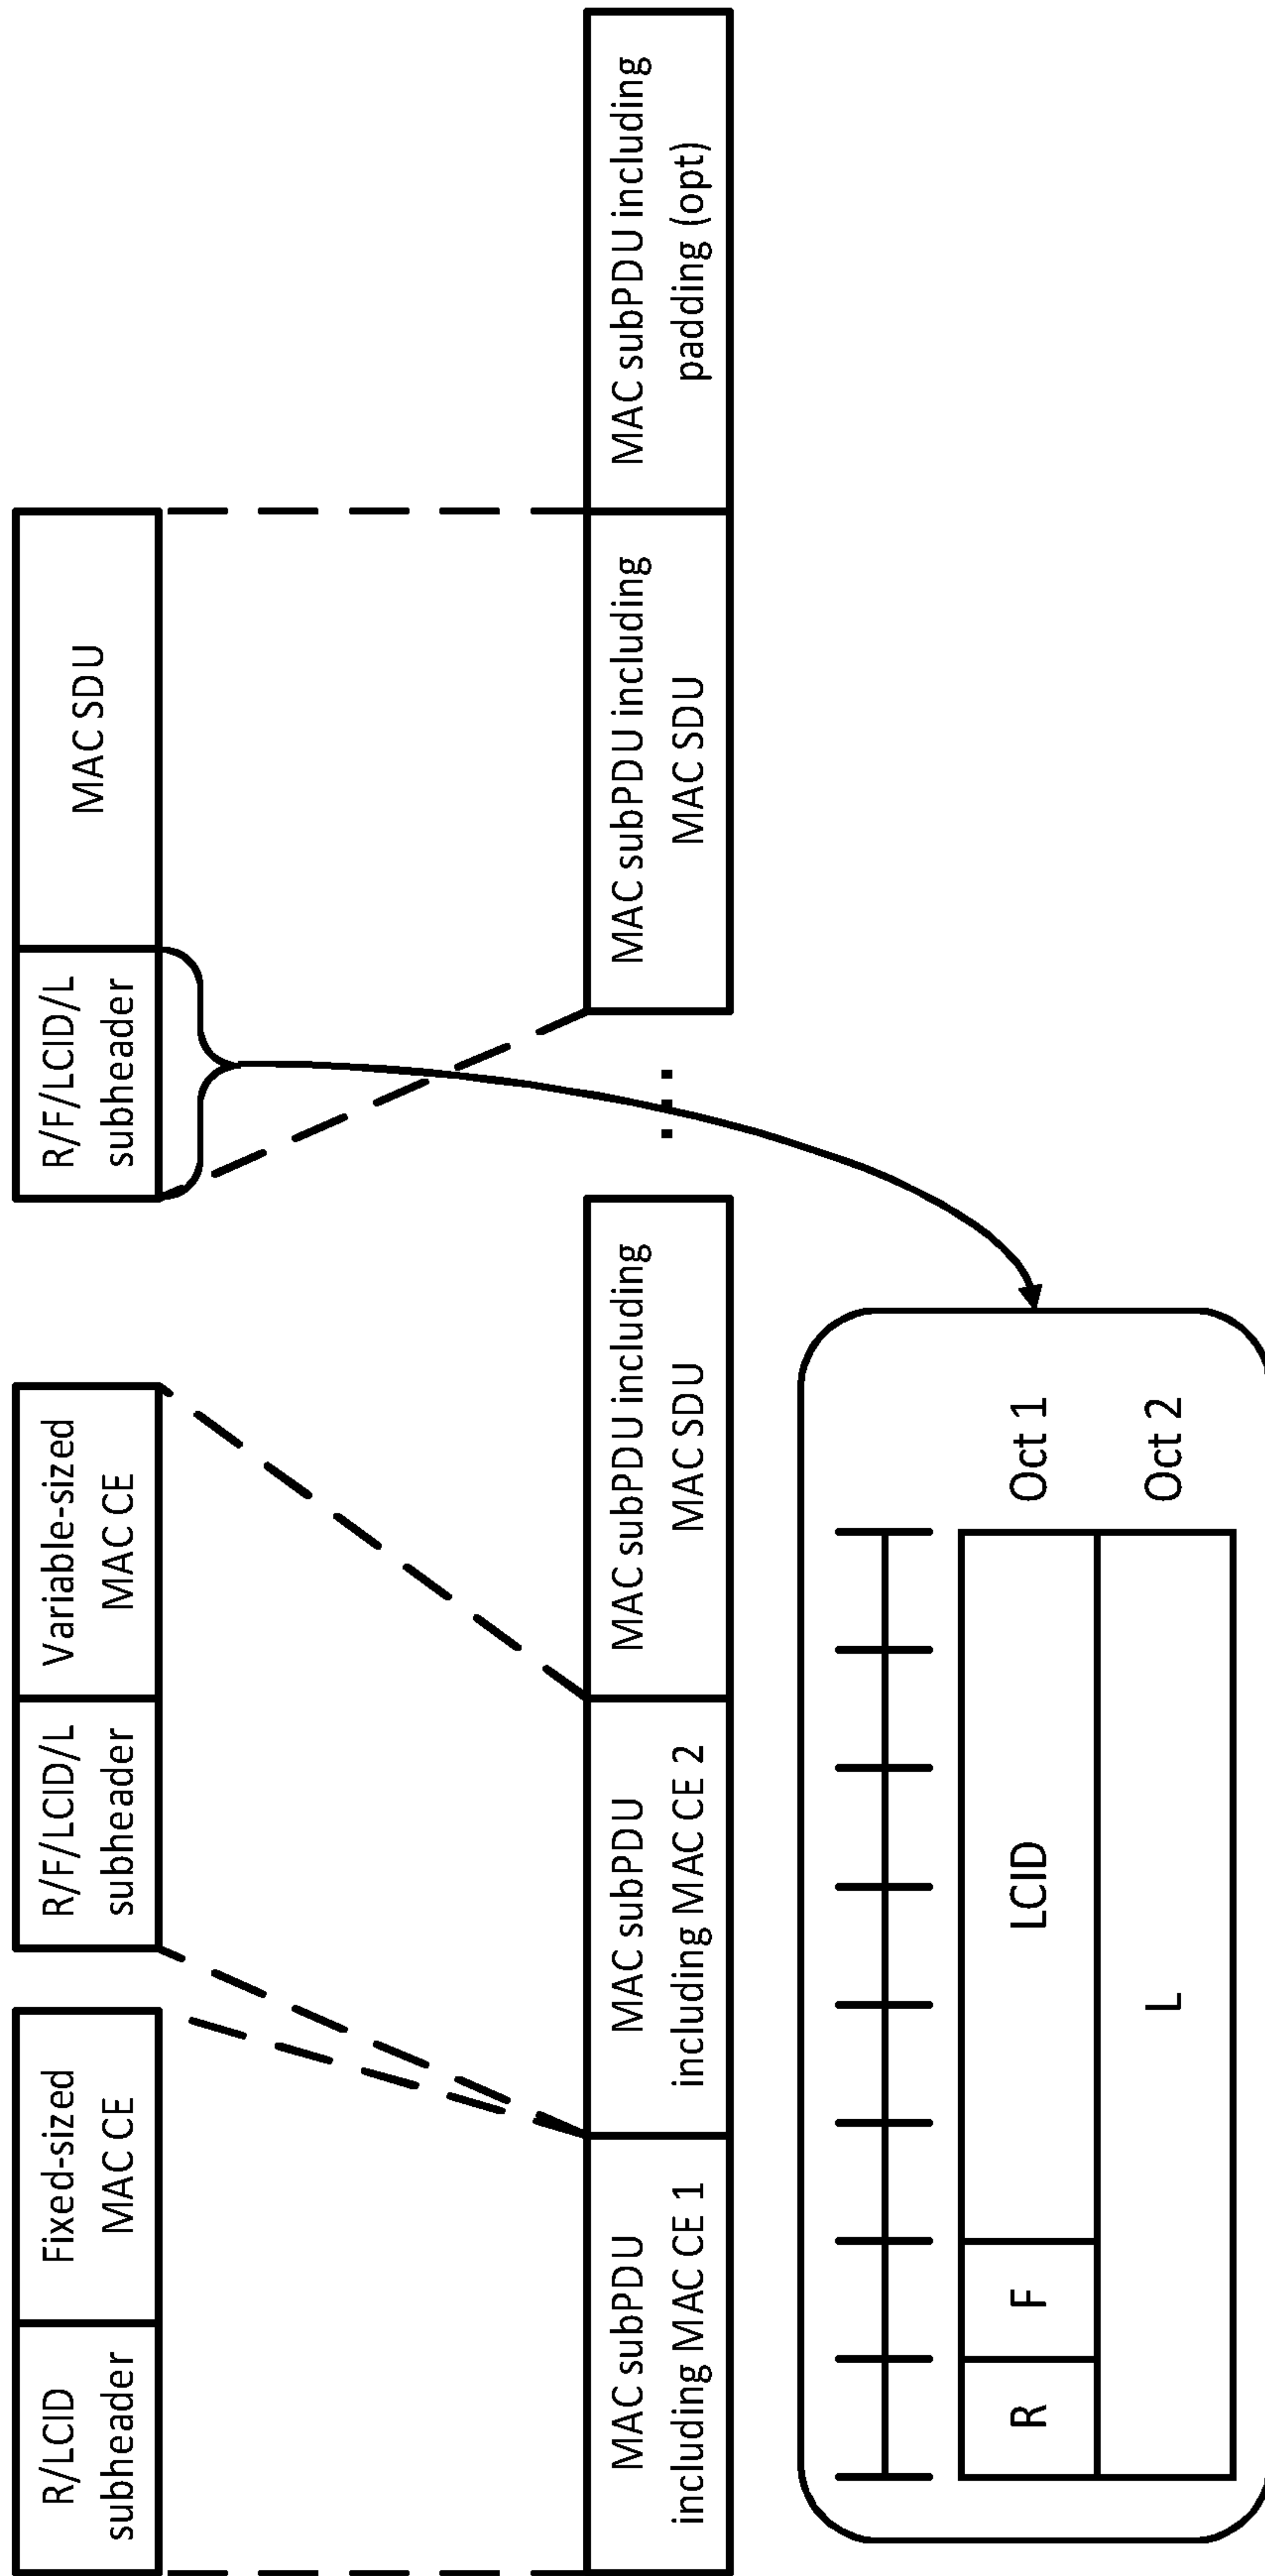 R/LCID
subheader
Fixed-sized
MAC CE
R/F/LCID/L
subheader
Variable-sized
MAC CE
R/F/LCID/L
subheader
MAC SDU
MAC subPDU
including MAC CE 1
MAC subPDU
including MAC CE 2
MAC subPDU including
MAC SDU
...
MAC subPDU including
MAC SDU
MAC subPDU including
padding (opt)
R
F
LCID
Oct 1
L
Oct 2